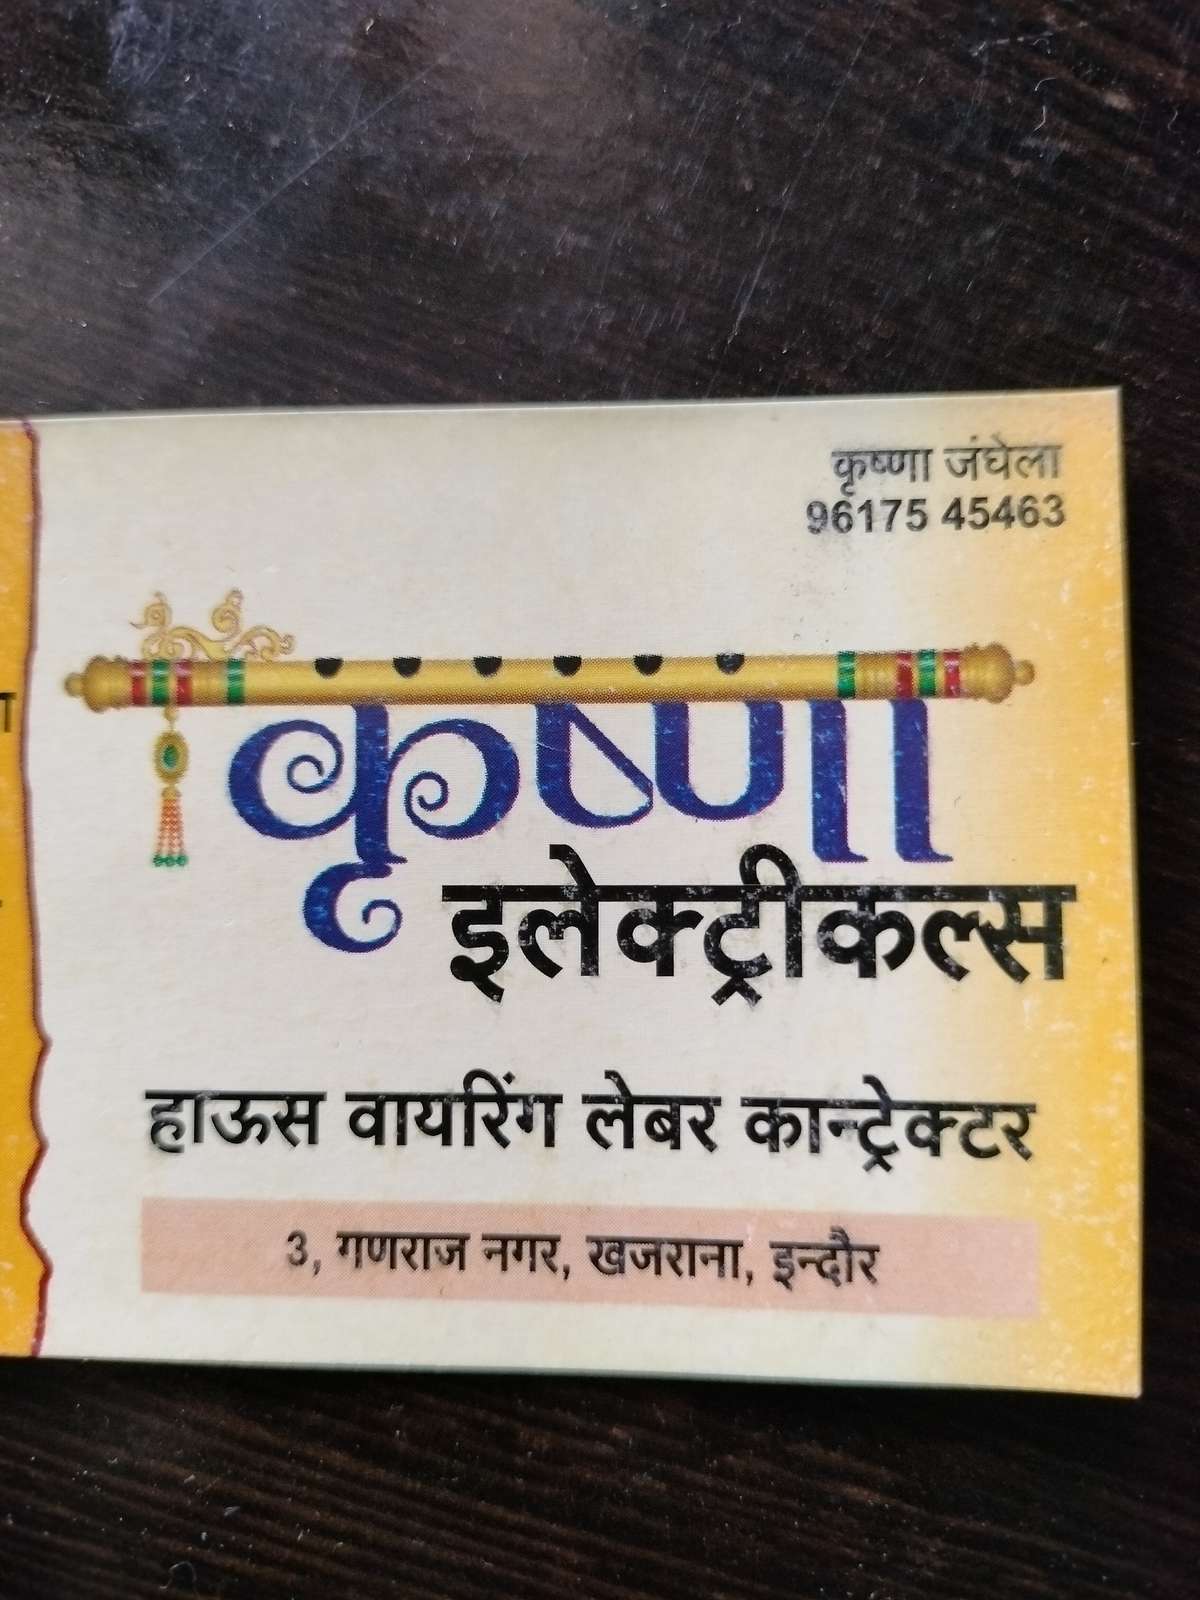 कृष्णा जंघेला
96175 45463
कृष्णा
इलेक्ट्रीकल्स
हाऊस वायरिंग लेबर कान्ट्रेक्टर
3, गणराज नगर, खजराना, इन्दौर